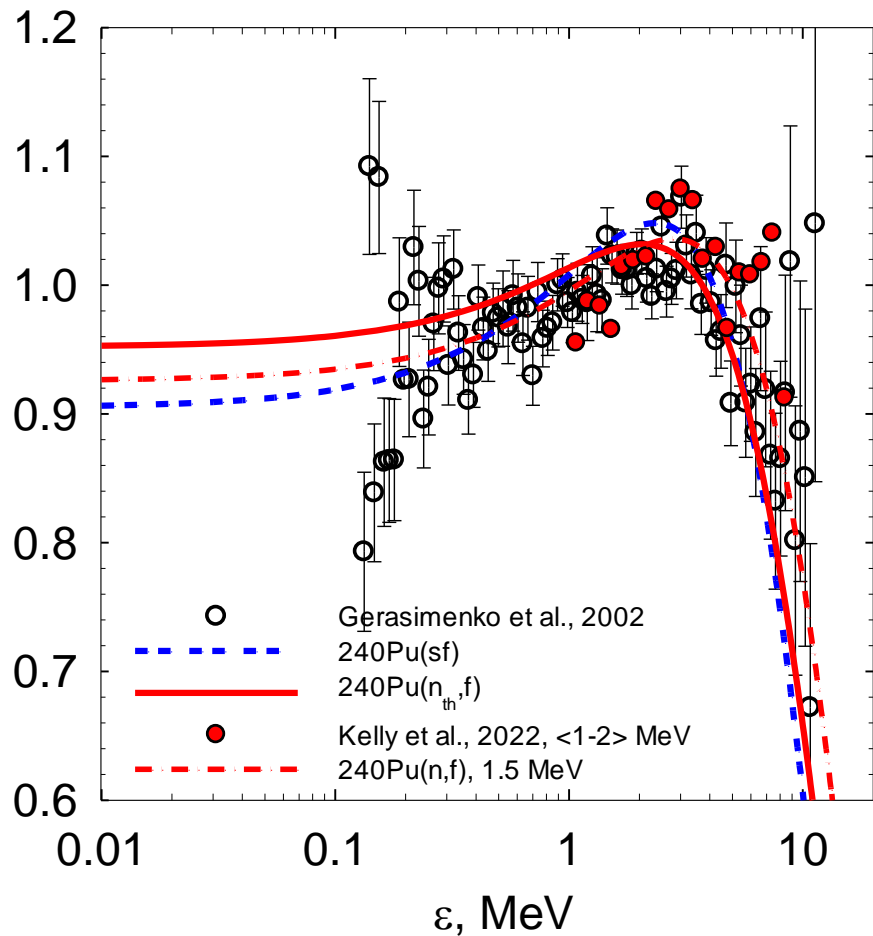 1.2
1.1
1.0
0.9
0.8
0.7
0.6
Gerasimenko et al., 2002
240Pu(sf)
240Pu(n_th,f)
Kelly et al., 2022, <1-2> MeV
240Pu(n,f), 1.5 MeV
0.01 0.1 1 10
ε, MeV